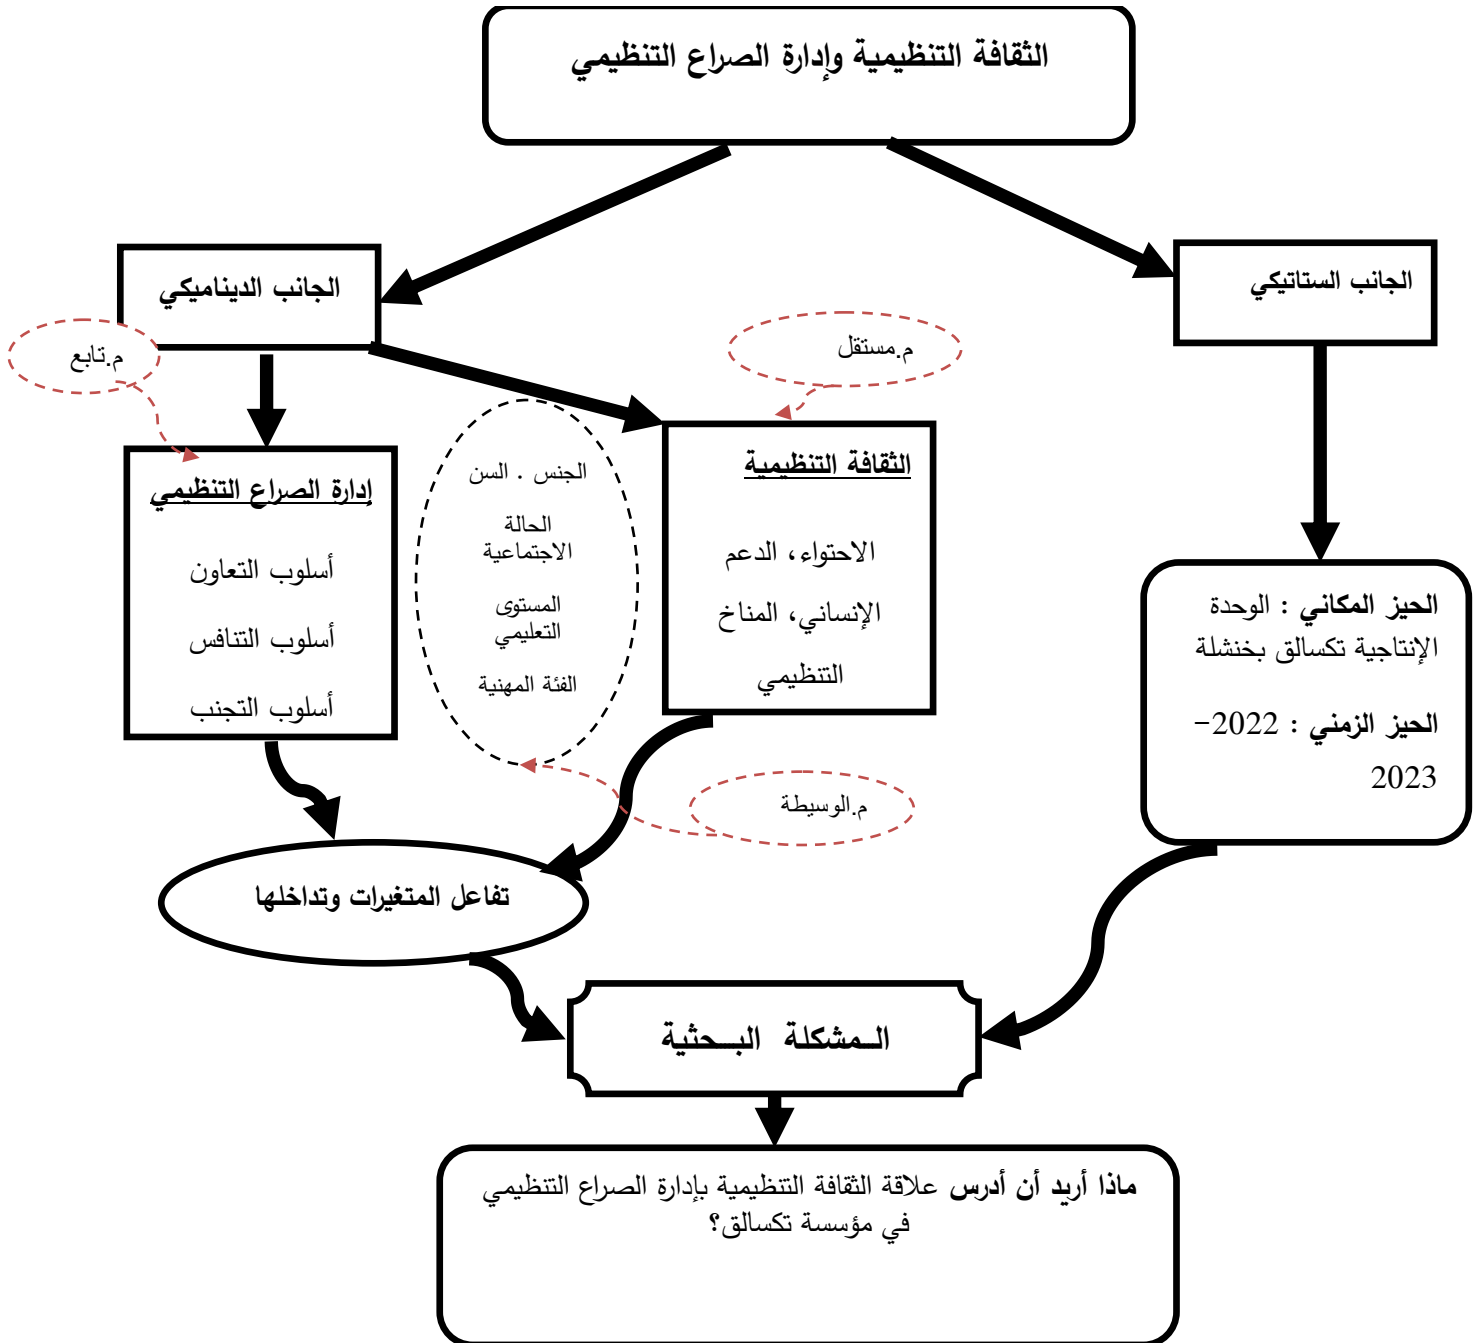 الثقافة التنظيمية وإدارة الصراع التنظيمي
الجانب الستاتيكي
الجانب الديناميكي
م.مستقل
م.تابع
الثقافة التنظيمية
الاحتواء، الدعم
الإنساني، المناخ
التنظيمي
الجنس . السن
الحالة
الاجتماعية
المستوى
التعليمي
الفئة المهنية
إدارة الصراع التنظيمي
أسلوب التعاون
أسلوب التنافس
أسلوب التجنب
الحيز المكاني : الوحدة
الإنتاجية تكسالق بخنشلة
الحيز الزمني : 2022-
2023
م.الوسيطة
تفاعل المتغيرات وتداخلها
الـمشكلة البـحثية
ماذا أريد أن أدرس علاقة الثقافة التنظيمية بإدارة الصراع التنظيمي
في مؤسسة تكسالق؟